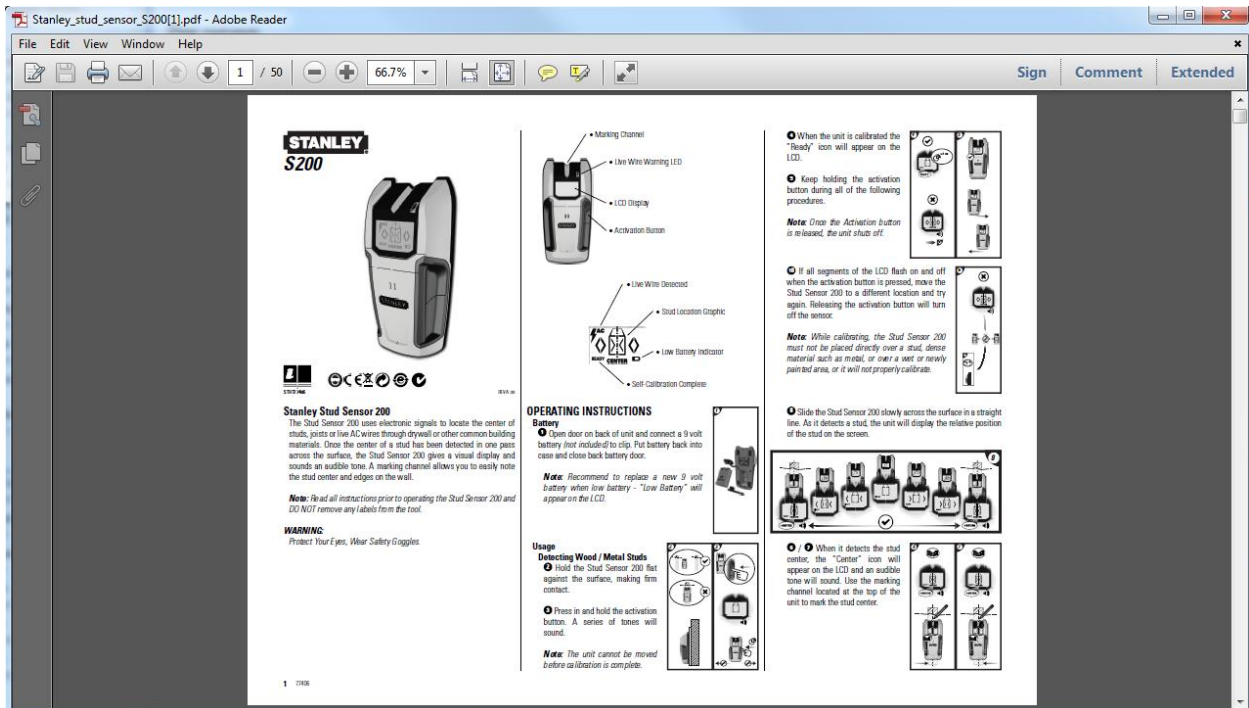 Stanley_stud_sensor_S200[1].pdf - Adobe Reader
File Edit View Window Help
1 / 50 66.7% Sign Comment Extended
STANLEY
S200
STANLEY
REVA
Stanley Stud Sensor 200
The Stud Sensor 200 uses electronic signals to locate the center of
studs, joists or live AC wires through drywall or other common building
materials. Once the center of a stud has been detected in one pass
across the surface, the Stud Sensor 200 gives a visual display and
sounds an audible tone. A marking channel allows you to easily note
the stud center and edges on the wall.
Note: Read all instructions prior to operating the Stud Sensor 200 and
DO NOT remove any labels from the tool.
WARNING:
Protect Your Eyes, Wear Safety Goggles.
1 77406
• Marking Channel
• Live Wire Warning LED
• LCD Display
• Activation Button
• Live Wire Detected
• Stud Location Graphic
• Low Battery Indicator
• Self-Calibration Complete
AC
READY CENTER
OPERATING INSTRUCTIONS
Battery
1 Open door on back of unit and connect a 9 volt
battery (not included) to clip. Put battery back into
case and close back battery door.
Note: Recommend to replace a new 9 volt
battery when low battery - "Low Battery" will
appear on the LCD.
Usage
Detecting Wood / Metal Studs
2 Hold the Stud Sensor 200 flat
against the surface, making firm
contact.
3 Press in and hold the activation
button. A series of tones will
sound.
Note: The unit cannot be moved
before calibration is complete.
4 When the unit is calibrated the
"Ready" icon will appear on the
LCD.
5 Keep holding the activation
button during all of the following
procedures.
Note: Once the Activation button
is released, the unit shuts off.
If all segments of the LCD flash on and off
when the activation button is pressed, move the
Stud Sensor 200 to a different location and try
again. Releasing the activation button will turn
off the sensor.
Note: While calibrating, the Stud Sensor 200
must not be placed directly over a stud, dense
material such as metal, or over a wet or newly
painted area, or it will not properly calibrate.
Slide the Stud Sensor 200 slowly across the surface in a straight
line. As it detects a stud, the unit will display the relative position
of the stud on the screen.
/ When it detects the stud
center, the "Center" icon will
appear on the LCD and an audible
tone will sound. Use the marking
channel located at the top of the
unit to mark the stud center.